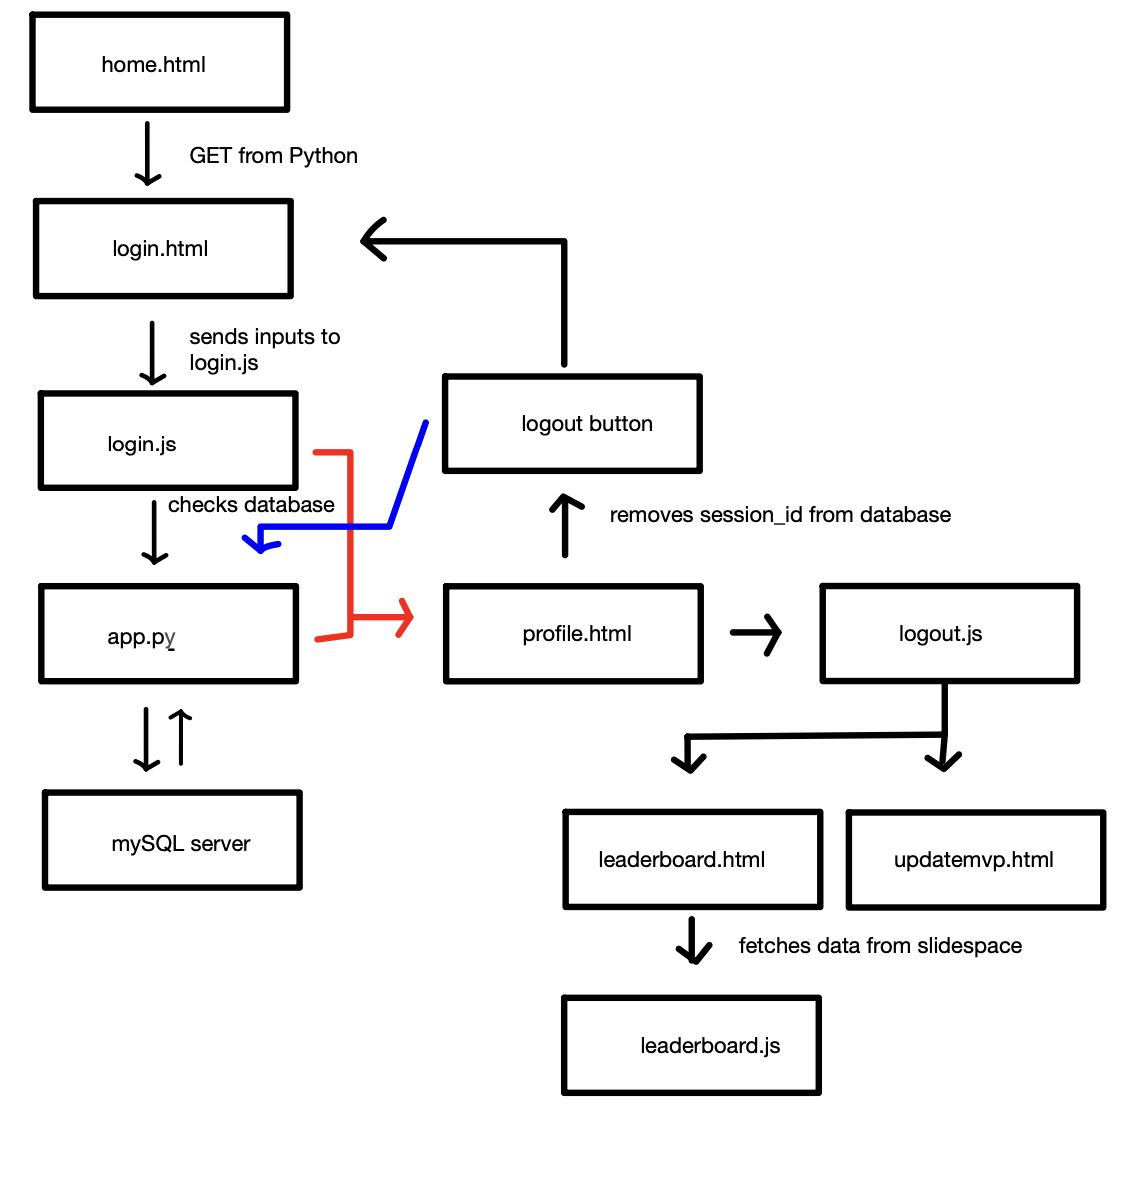 home.html
GET from Python
login.html
sends inputs to
login.js
login.js
logout button
checks database
removes session_id from database
app.py
profile.html
logout.js
mySQL server
leaderboard.html
updatemvp.html
fetches data from slidespace
leaderboard.js